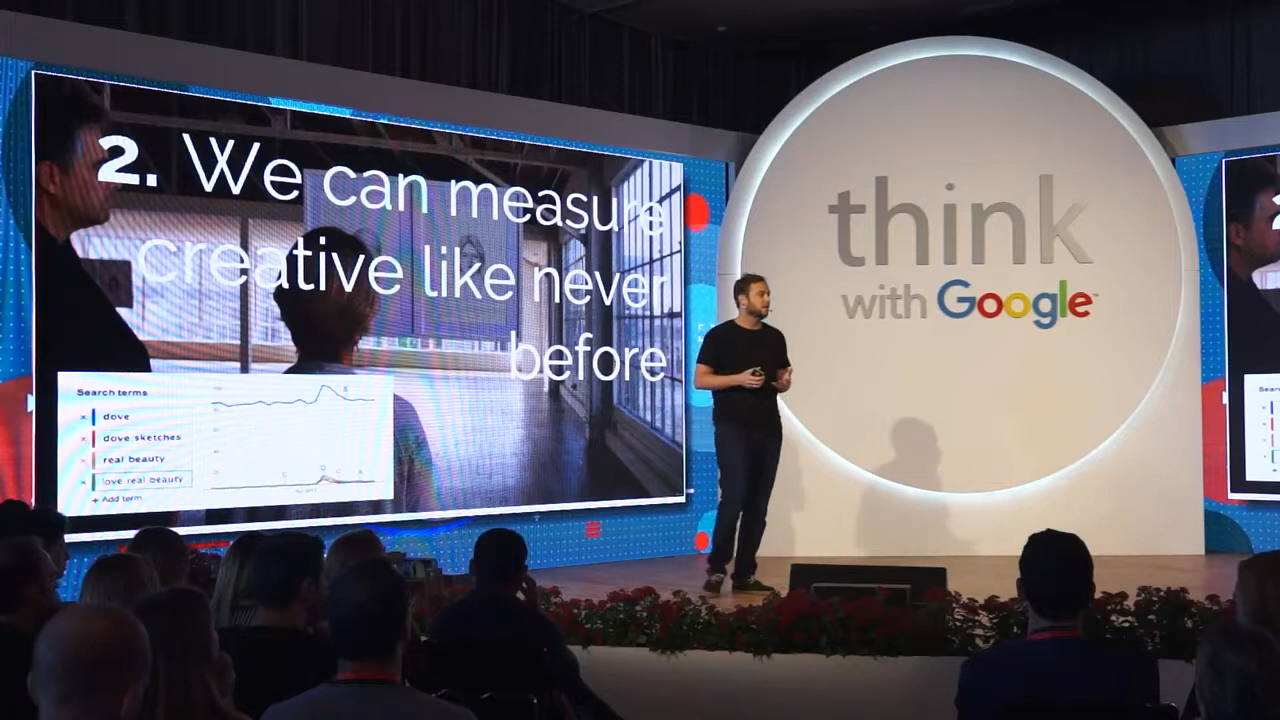 2. We can measure
creative like never
before
Search terms
× dove
× dove sketches
× real beauty
× love real beauty
+ Add term
think
with Google